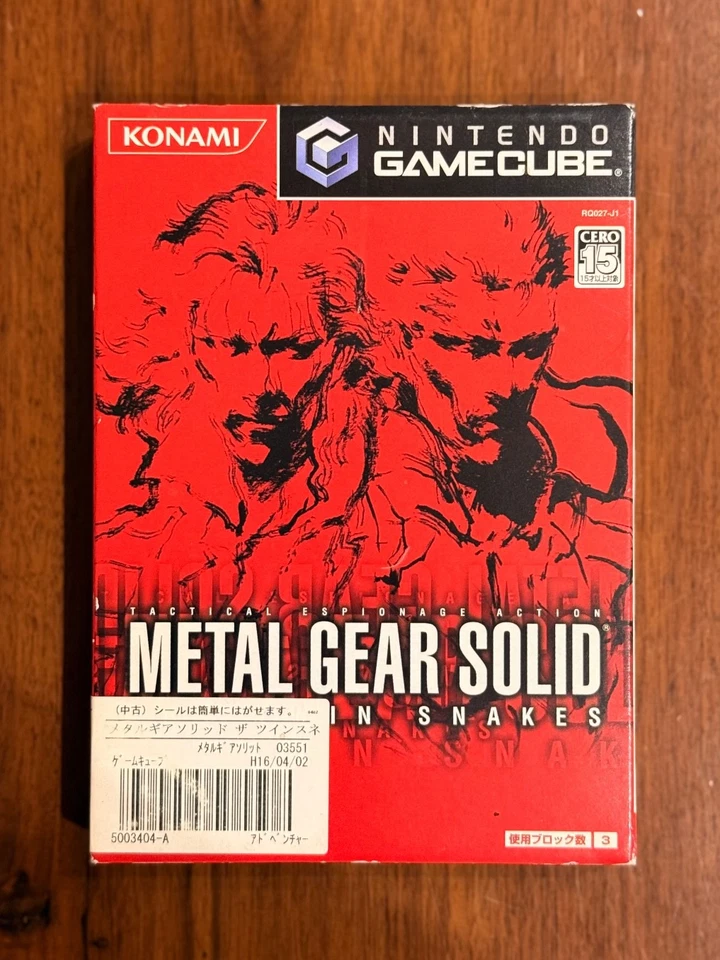 KONAMI
NINTENDO
GAMECUBE®
RQ027-J1
CERO
15
15才以上対象
TACTICAL ESPIONAGE ACTION
METAL GEAR SOLID®
IN SNAKES
(中古) シールは簡単にはがせます。
メタルギアソリッド ザ ツインスネ
メタルギアソリット 03551
ゲームキューブ H16/04/02
5003404-A アドベンチャー
使用ブロック数 3